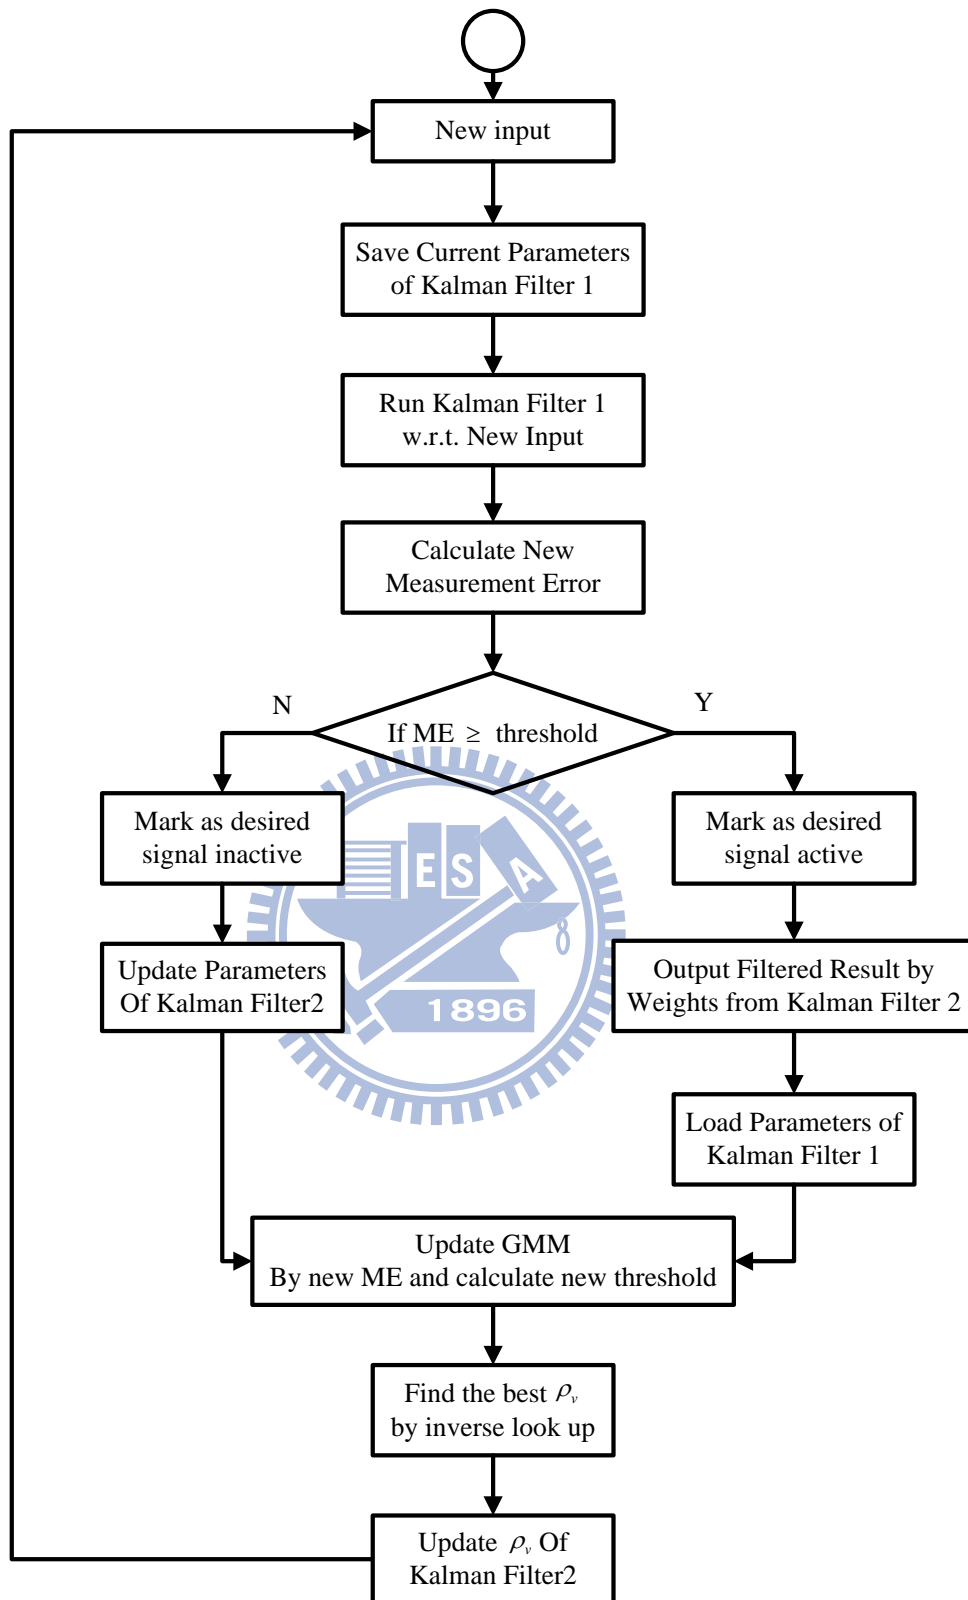 New input
Save Current Parameters
of Kalman Filter 1
Run Kalman Filter 1
w.r.t. New Input
Calculate New
Measurement Error
N
Y
If ME ≥ threshold
Mark as desired
signal inactive
Mark as desired
signal active
E S A
Update Parameters
Of Kalman Filter2
Output Filtered Result by
Weights from Kalman Filter 2
1896
Load Parameters of
Kalman Filter 1
Update GMM
By new ME and calculate new threshold
Find the best ρᵥ
by inverse look up
Update ρᵥ Of
Kalman Filter2